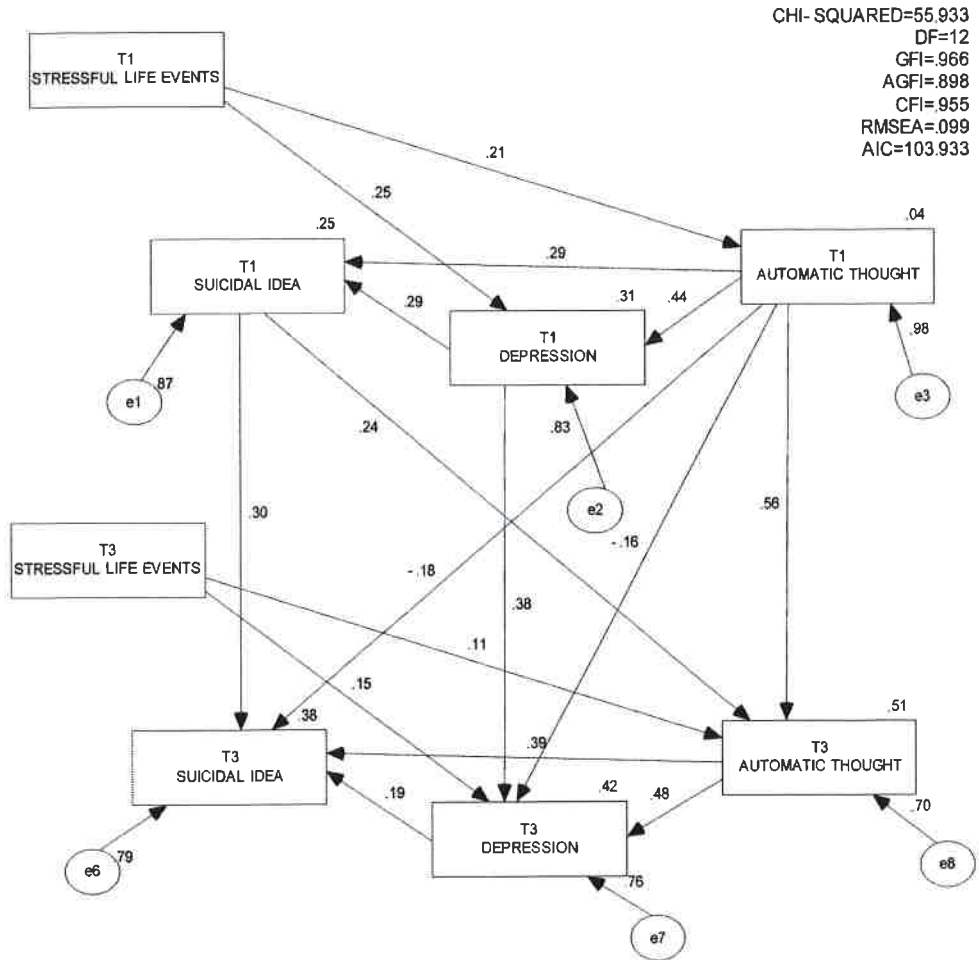 CHI- SQUARED=55.933
DF=12
GFI=.966
AGFI=.898
CFI=.955
RMSEA=.099
AIC=103.933
T1
STRESSFUL LIFE EVENTS
.21
.25
.04
.25
T1
SUICIDAL IDEA
.29
T1
AUTOMATIC THOUGHT
.29
.31
.44
T1
DEPRESSION
.98
.87
e1
e3
.24
.83
e2
.30
.56
T3
STRESSFUL LIFE EVENTS
-.16
-.18
.38
.11
.15
.51
.38
T3
SUICIDAL IDEA
.39
T3
AUTOMATIC THOUGHT
.19
.42
.48
T3
DEPRESSION
.70
.79
e6
e8
.76
e7